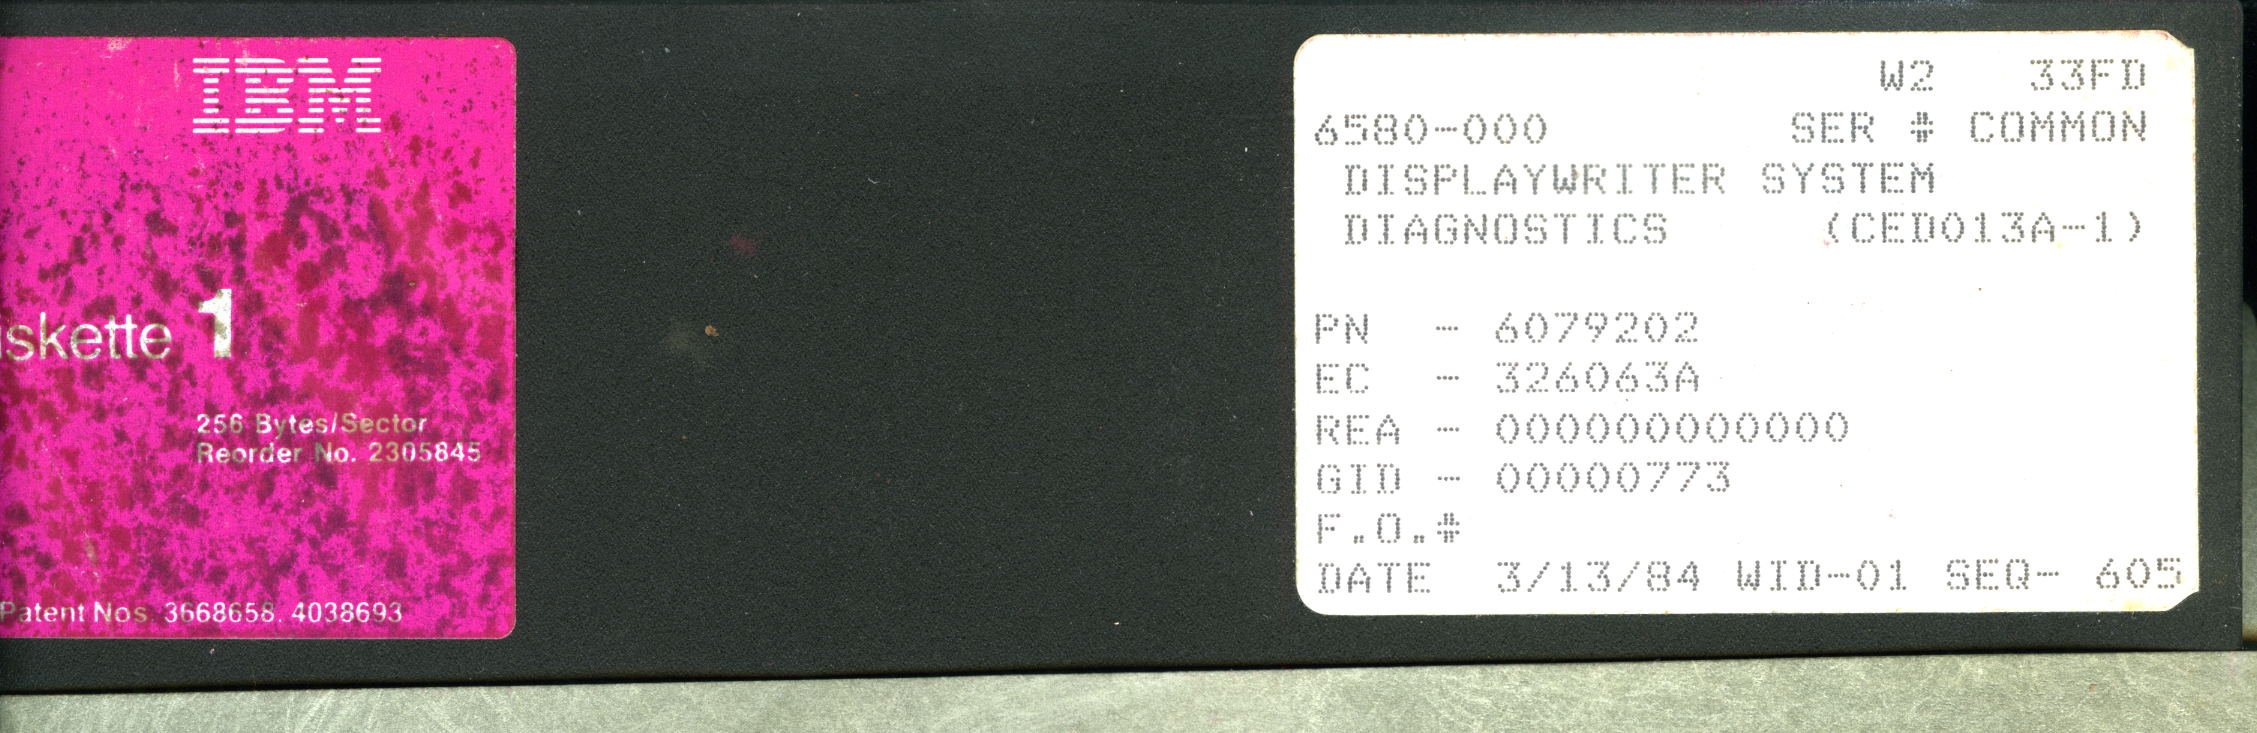 IBM
iskette 1
256 Bytes/Sector
Reorder No. 2305845
Patent Nos. 3668658, 4038693
W2 33FD
6580-000 SER # COMMON
DISPLAYWRITER SYSTEM
DIAGNOSTICS (CED013A-1)
PN - 6079202
EC - 326063A
REA - 000000000000
GID - 00000773
F.O.#
DATE 3/13/84 WID-01 SEQ- 605